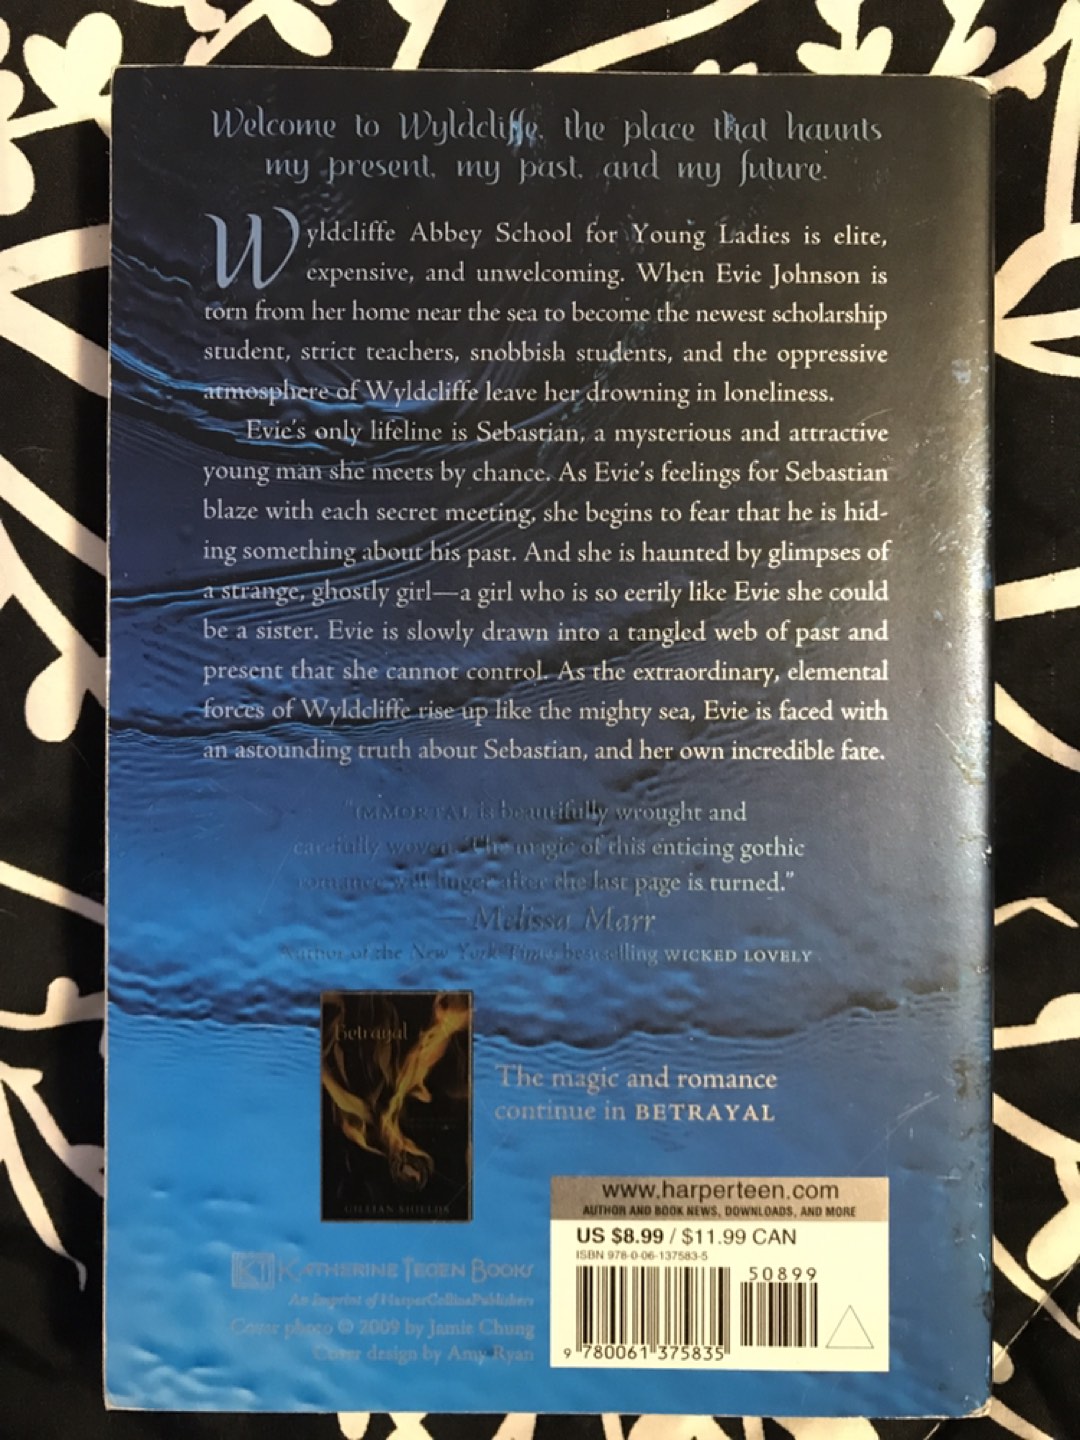 Welcome to Wyldcliffe, the place that haunts
my present, my past, and my future.
Wyldcliffe Abbey School for Young Ladies is elite,
expensive, and unwelcoming. When Evie Johnson is
torn from her home near the sea to become the newest scholarship
student, strict teachers, snobbish students, and the oppressive
atmosphere of Wyldcliffe leave her drowning in loneliness.
Evie's only lifeline is Sebastian, a mysterious and attractive
young man she meets by chance. As Evie's feelings for Sebastian
blaze with each secret meeting, she begins to fear that he is hid-
ing something about his past. And she is haunted by glimpses of
a strange, ghostly girl—a girl who is so eerily like Evie she could
be a sister. Evie is slowly drawn into a tangled web of past and
present that she cannot control. As the extraordinary, elemental
forces of Wyldcliffe rise up like the mighty sea, Evie is faced with
an astounding truth about Sebastian, and her own incredible fate.
"IMMORTAL is beautifully wrought and
carefully woven. The magic of this enticing gothic
romance will linger after the last page is turned."
—Melissa Marr
Author of the New York Times bestselling WICKED LOVELY
Betrayal
GILLIAN SHIELDS
The magic and romance
continue in BETRAYAL
www.harperteen.com
AUTHOR AND BOOK NEWS, DOWNLOADS, AND MORE
US $8.99 / $11.99 CAN
ISBN 978-0-06-137583-5
50899
9 780061 375835
KT KATHERINE TEGEN BOOKS
An Imprint of HarperCollinsPublishers
Cover photo © 2009 by Jamie Chung
Cover design by Amy Ryan